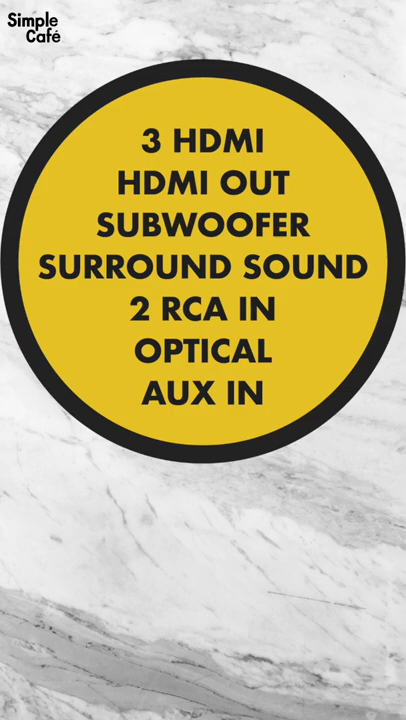 Simple
Café
3 HDMI
HDMI OUT
SUBWOOFER
SURROUND SOUND
2 RCA IN
OPTICAL
AUX IN